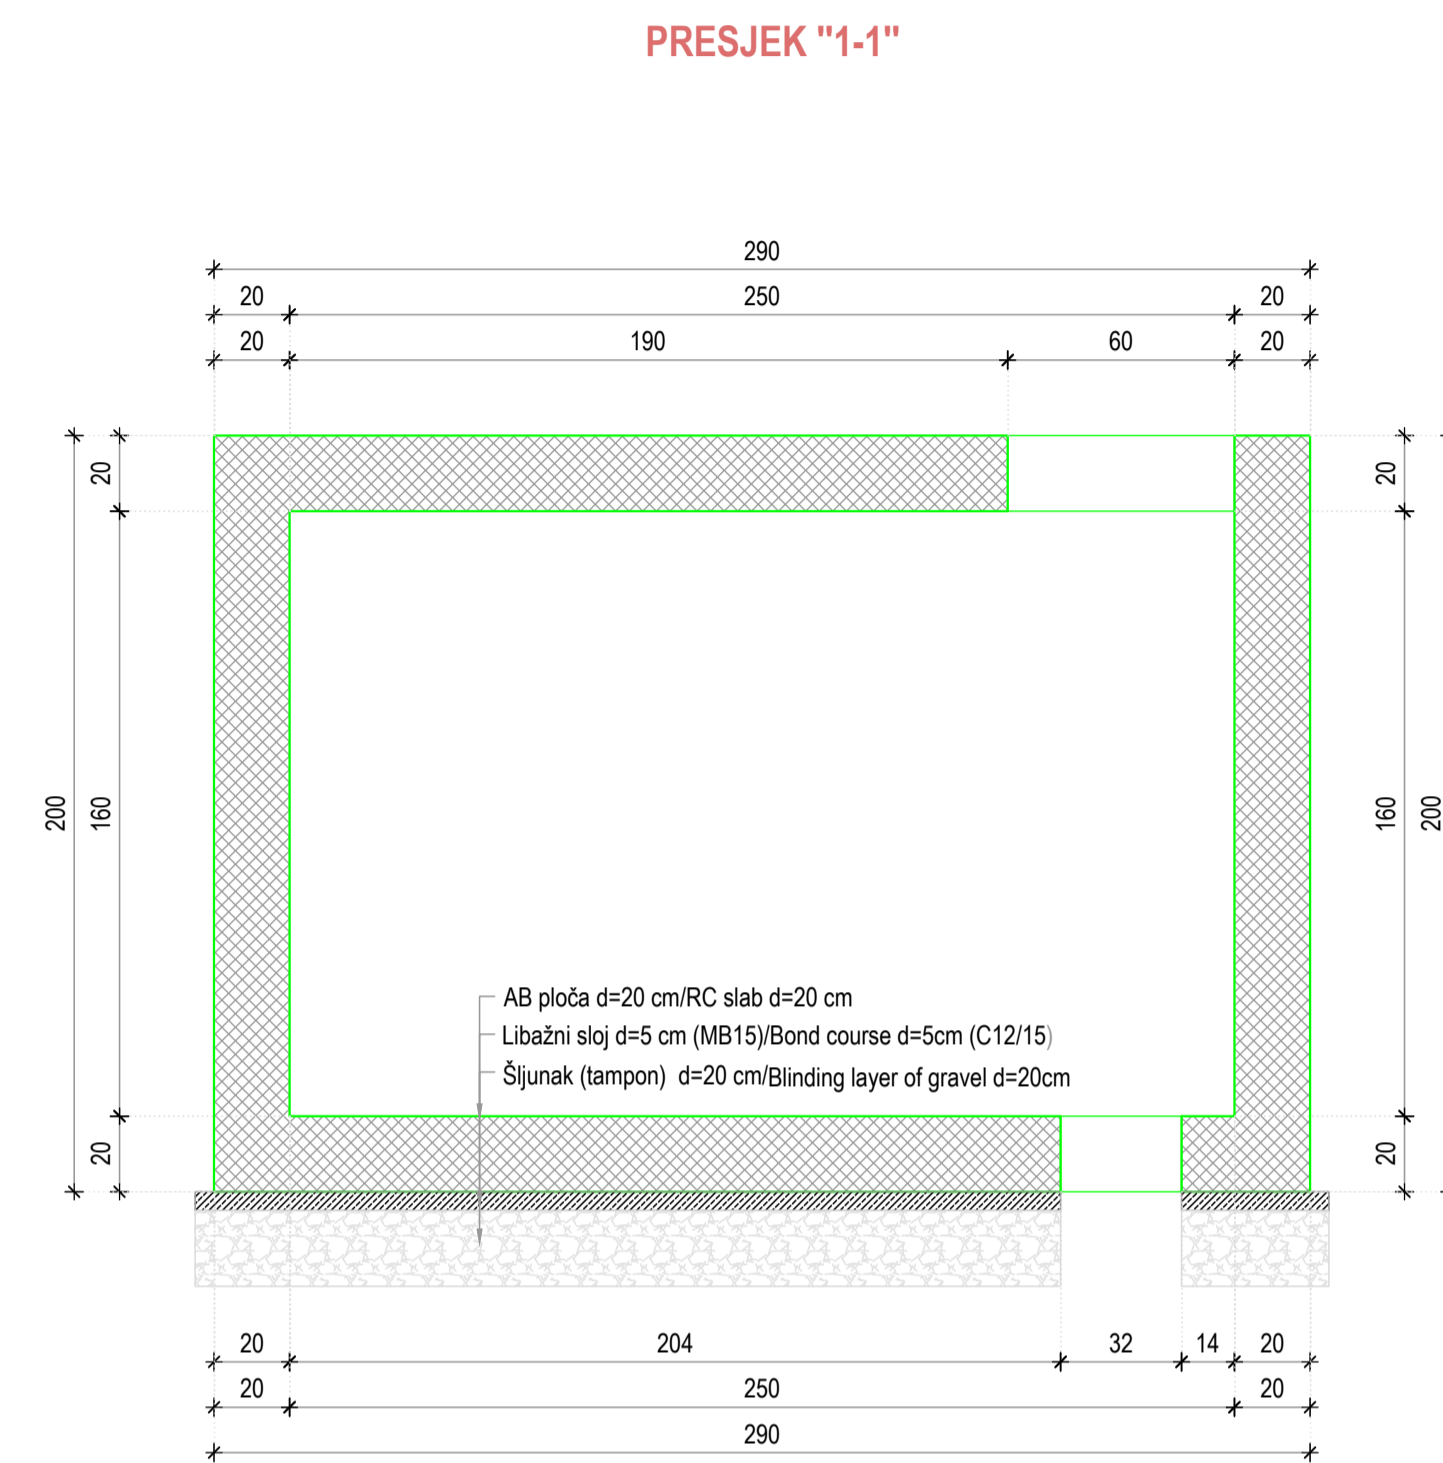 PRESJEK "1-1"
290
20 250 20
20 190 60 20
20
20
200
160
160
200
AB ploča d=20 cm/RC slab d=20 cm
Libažni sloj d=5 cm (MB15)/Bond course d=5cm (C12/15)
Šljunak (tampon) d=20 cm/Blinding layer of gravel d=20cm
20
20
20 204 32 14 20
20 250 20
290